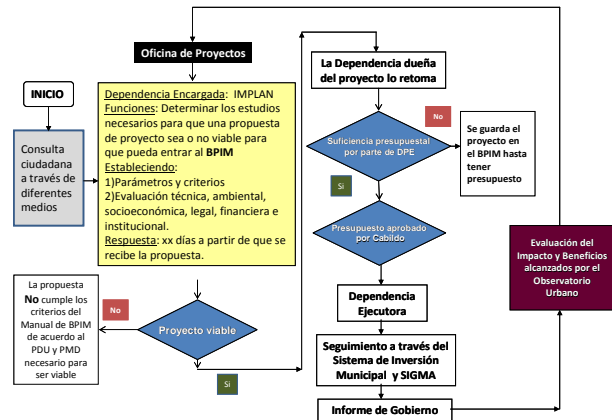 Oficina de Proyectos
INICIO
Consulta
ciudadana
a través de
diferentes
medios
Dependencia Encargada: IMPLAN
Funciones: Determinar los estudios
necesarios para que una propuesta
de proyecto sea o no viable para
que pueda entrar al BPIM
Estableciendo:
1)Parámetros y criterios
2)Evaluación técnica, ambiental,
socioeconómica, legal, financiera e
institucional.
Respuesta: xx días a partir de que se
recibe la propuesta.
Proyecto viable
No
La propuesta
No cumple los
criterios del
Manual de BPIM
de acuerdo al
PDU y PMD
necesario para
ser viable
Si
La Dependencia dueña
del proyecto lo retoma
Suficiencia presupuestal
por parte de DPE
No
Se guarda el
proyecto en
el BPIM hasta
tener
presupuesto
Si
Presupuesto aprobado
por Cabildo
Dependencia
Ejecutora
Seguimiento a través del
Sistema de Inversión
Municipal y SIGMA
Informe de Gobierno
Evaluación del
Impacto y Beneficios
alcanzados por el
Observatorio
Urbano